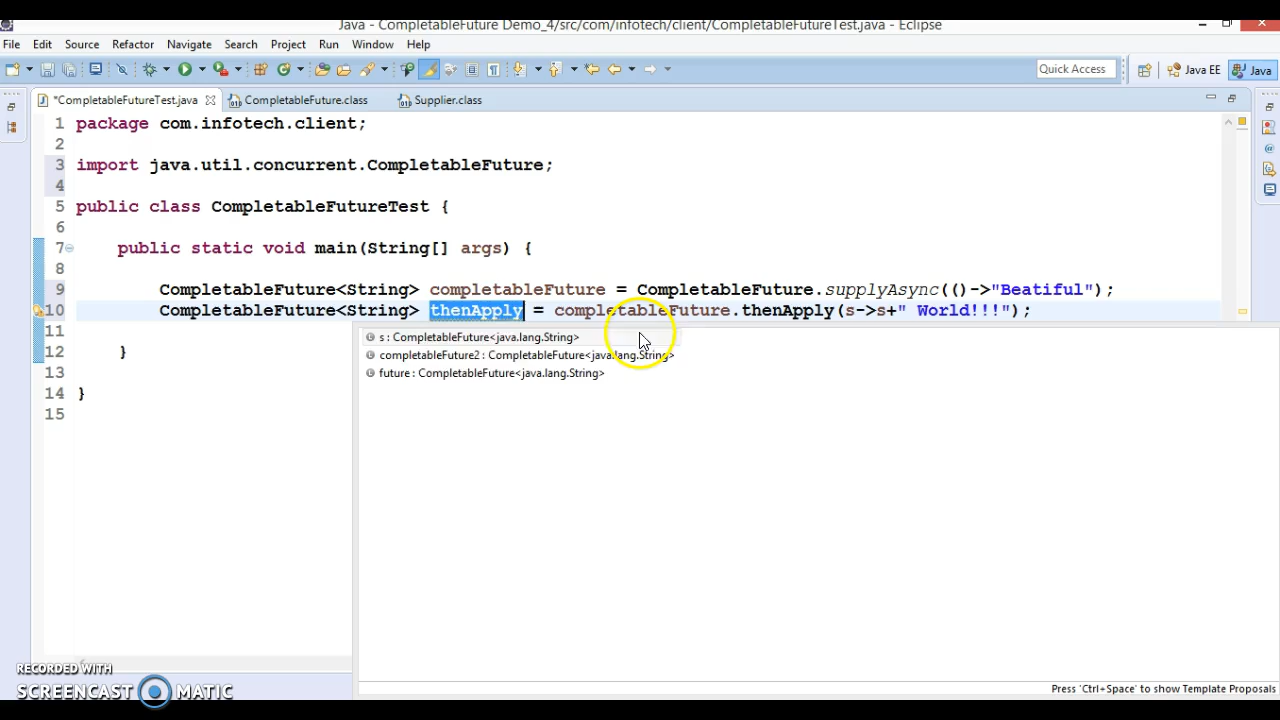 Java - CompletableFuture Demo_4/src/com/infotech/client/CompletableFutureTest.java - Eclipse
File Edit Source Refactor Navigate Search Project Run Window Help
Quick Access Java EE Java
*CompletableFutureTest.java CompletableFuture.class Supplier.class
1 package com.infotech.client;
2
3 import java.util.concurrent.CompletableFuture;
4
5 public class CompletableFutureTest {
6
7 public static void main(String[] args) {
8
9 CompletableFuture<String> completableFuture = CompletableFuture.supplyAsync(()->"Beatiful");
10 CompletableFuture<String> thenApply = completableFuture.thenApply(s->s+" World!!!");
11
s : CompletableFuture<java.lang.String>
12 }
completableFuture2 : CompletableFuture<java.lang.String>
13
future : CompletableFuture<java.lang.String>
14 }
15
RECORDED WITH
SCREENCAST MATIC
Press 'Ctrl+Space' to show Template Proposals